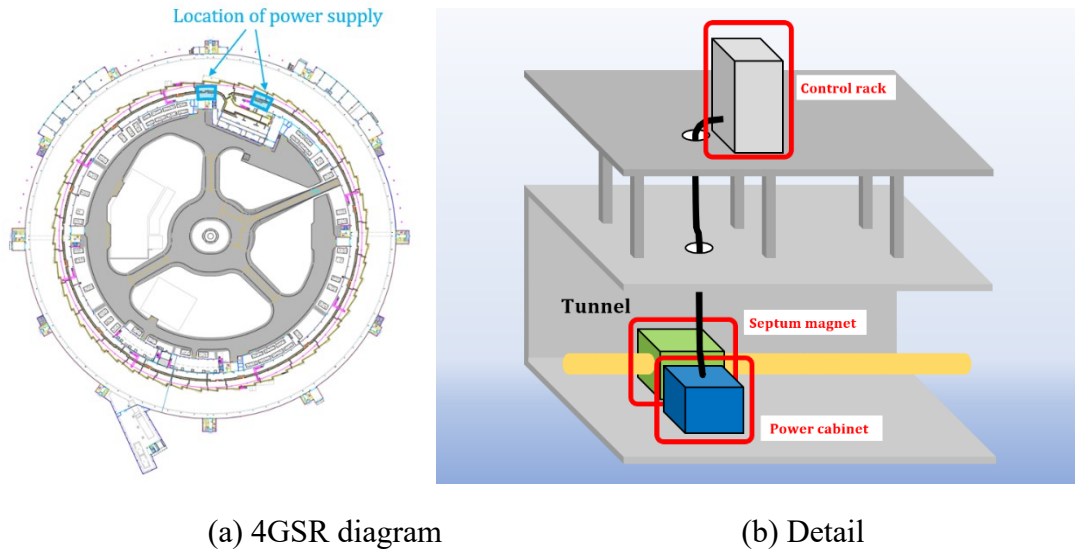 Location of power supply
Control rack
Tunnel
Septum magnet
Power cabinet
(a) 4GSR diagram
(b) Detail